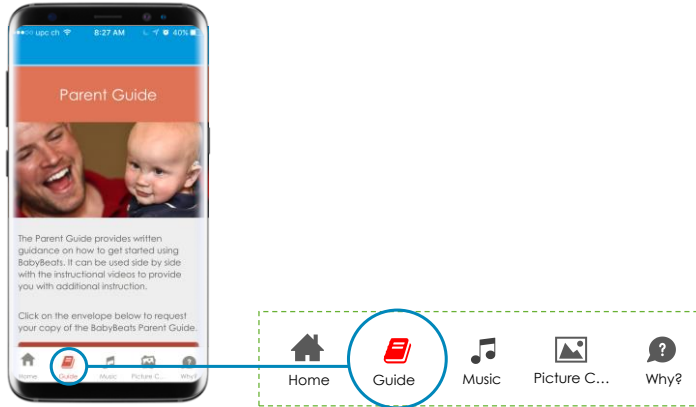 upc ch 8:27 AM 40%
Parent Guide
The Parent Guide provides written
guidance on how to get started using
BabyBeats. It can be used side by side
with the instructional videos to provide
you with additional instruction.
Click on the envelope below to request
your copy of the BabyBeats Parent Guide.
Home Guide Music Picture C... Why?
Home Guide Music Picture C... Why?